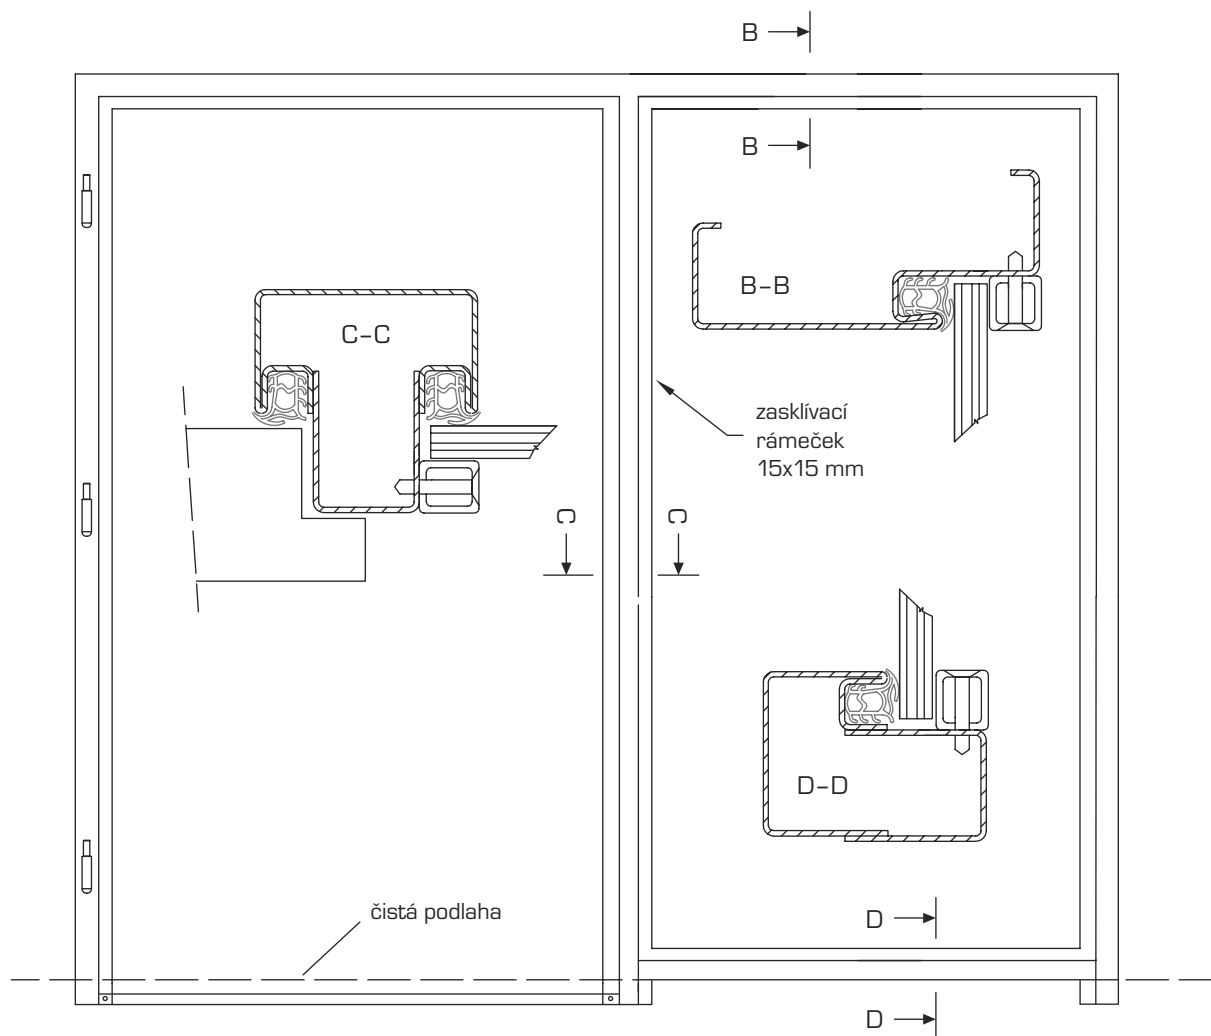 B
B
B-B
C-C
zasklívací
rámeček
15x15 mm
C
C
D-D
čistá podlaha
D
D